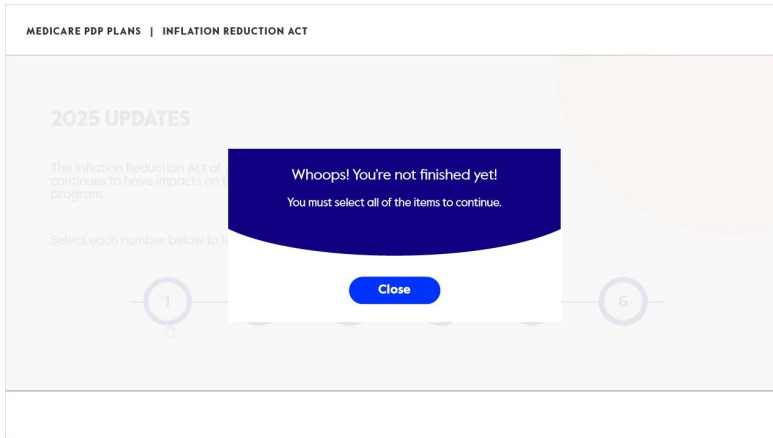 MEDICARE PDP PLANS | INFLATION REDUCTION ACT
2025 UPDATES
The Inflation Reduction Act of
continues to have impacts on t
program.
Select each number below to le
Whoops! You're not finished yet!
You must select all of the items to continue.
Close
1
6